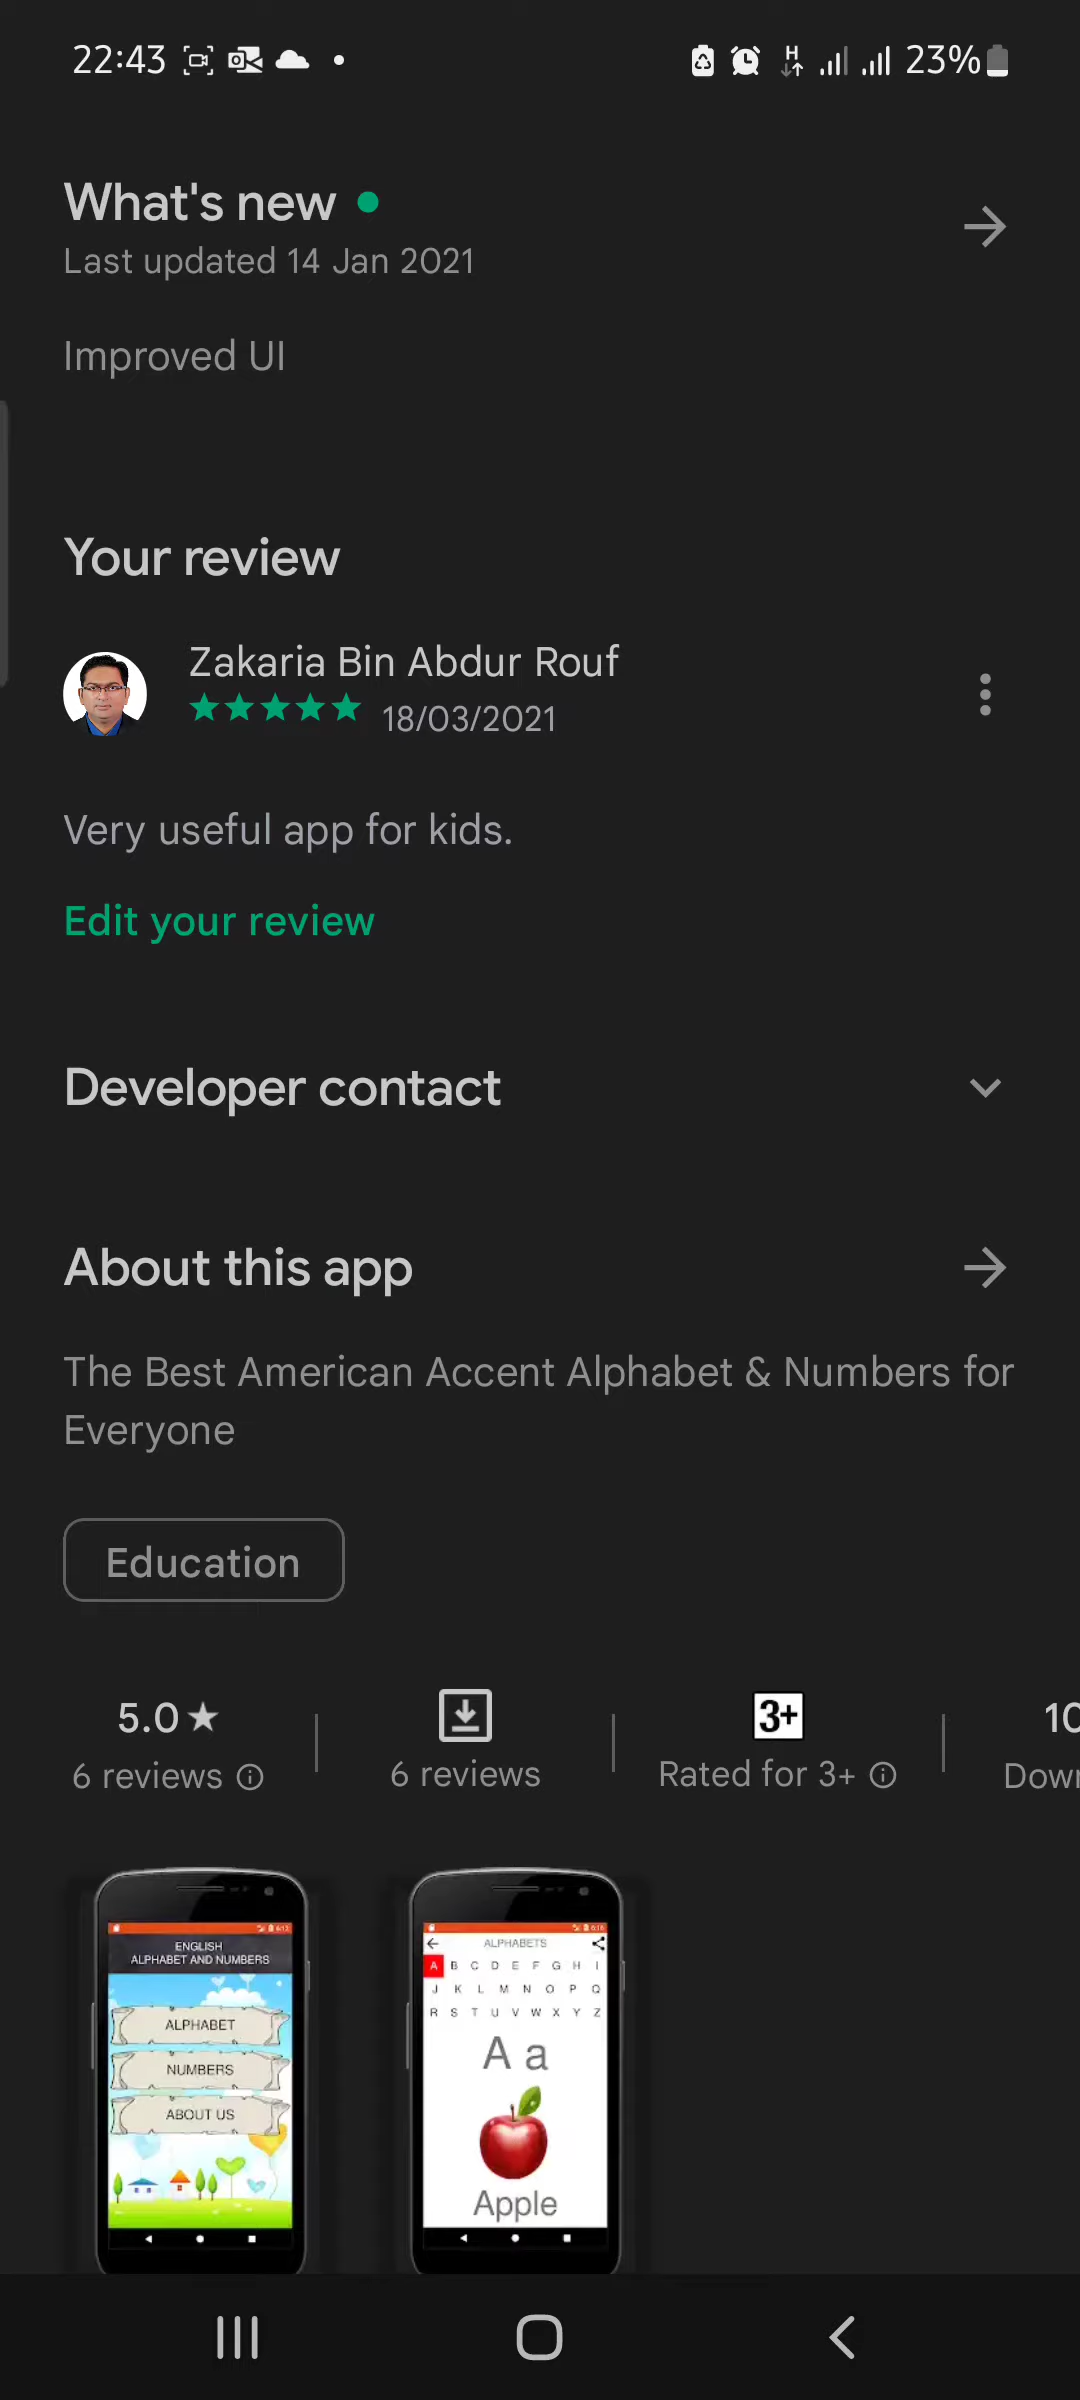 22:43
H
23%
What's new
Last updated 14 Jan 2021
Improved UI
Your review
Zakaria Bin Abdur Rouf
18/03/2021
Very useful app for kids.
Edit your review
Developer contact
About this app
The Best American Accent Alphabet & Numbers for
Everyone
Education
5.0★
6 reviews
6 reviews
3+
Rated for 3+
10
Down
ENGLISH
ALPHABET AND NUMBERS
ALPHABET
NUMBERS
ABOUT US
ALPHABETS
A B C D E F G H I
J K L M N O P Q
R S T U V W X Y Z
A a
Apple